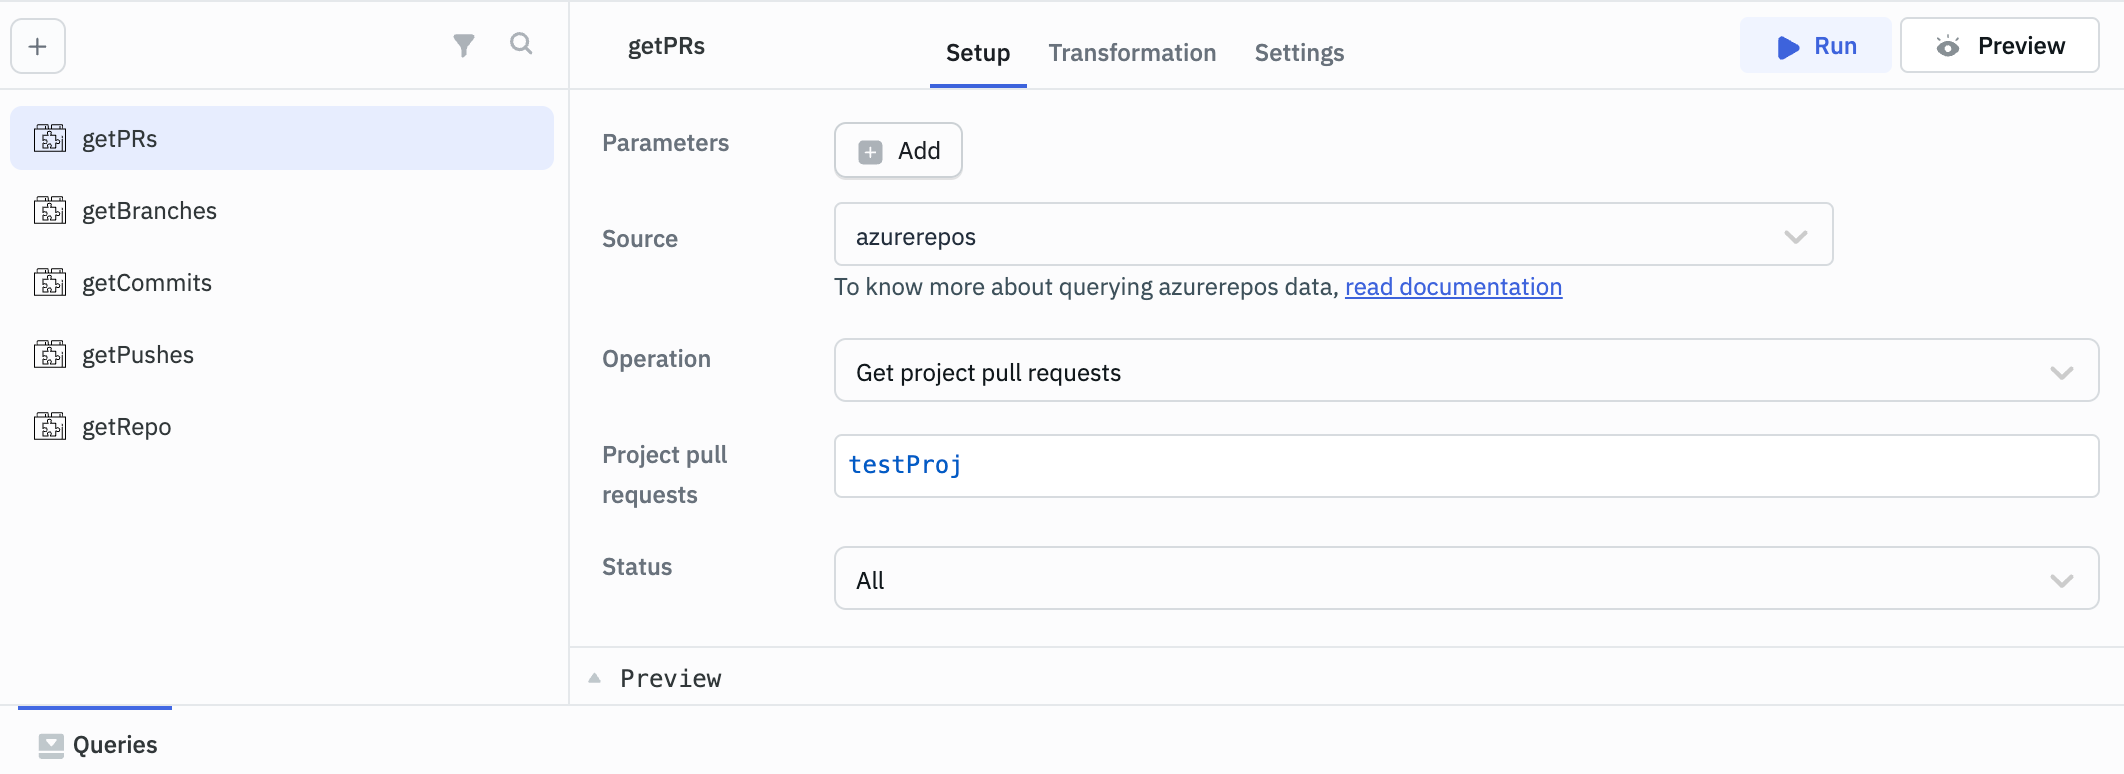 getPRs
Setup
Transformation
Settings
Run
Preview
getPRs
getBranches
getCommits
getPushes
getRepo
Parameters
Add
Source
azurerepos
To know more about querying azurerepos data, read documentation
Operation
Get project pull requests
Project pull
requests
testProj
Status
All
Preview
Queries